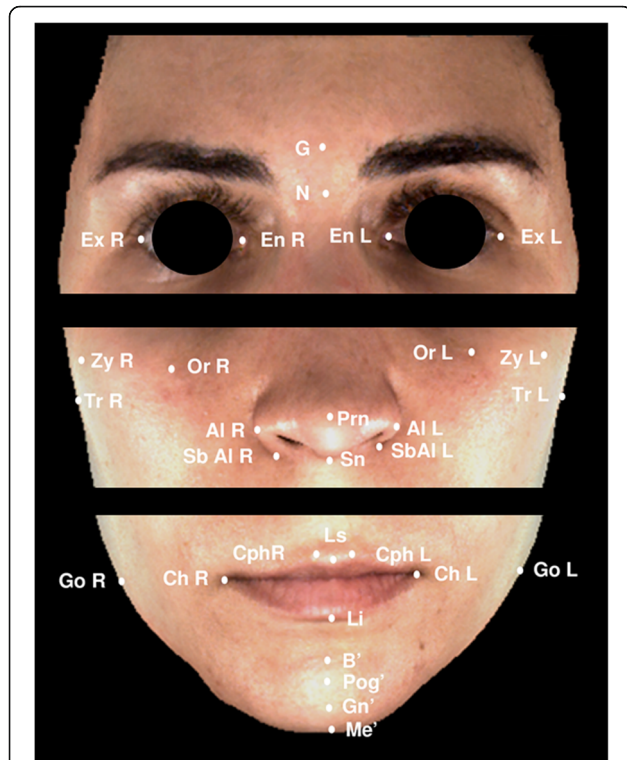 G
N
Ex R En R En L Ex L
Zy R Or R Or L Zy L
Tr R Tr L
Prn
Al R Al L
Sb Al R Sn SbAl L
Ls
CphR Cph L
Go R Ch R Ch L Go L
Li
B’
Pog’
Gn’
Me’